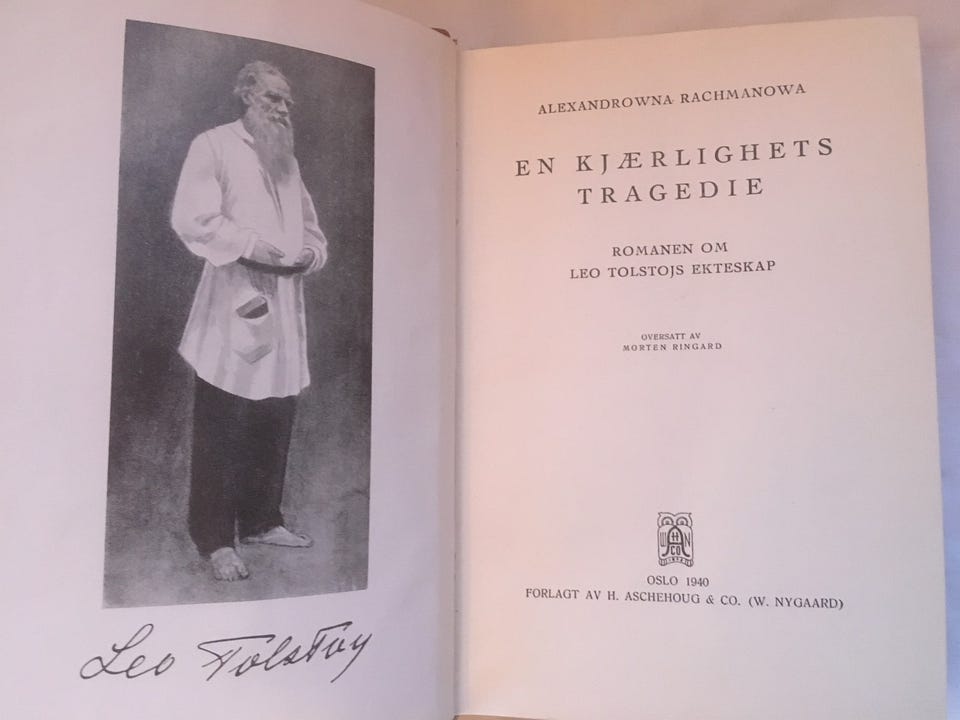 Leo Tolstoy
ALEXANDROWNA RACHMANOWA
EN KJÆRLIGHETS
TRAGEDIE
ROMANEN OM
LEO TOLSTOJS EKTESKAP
OVERSATT AV
MORTEN RINGARD
OSLO 1940
FORLAGT AV H. ASCHEHOUG & CO. (W. NYGAARD)